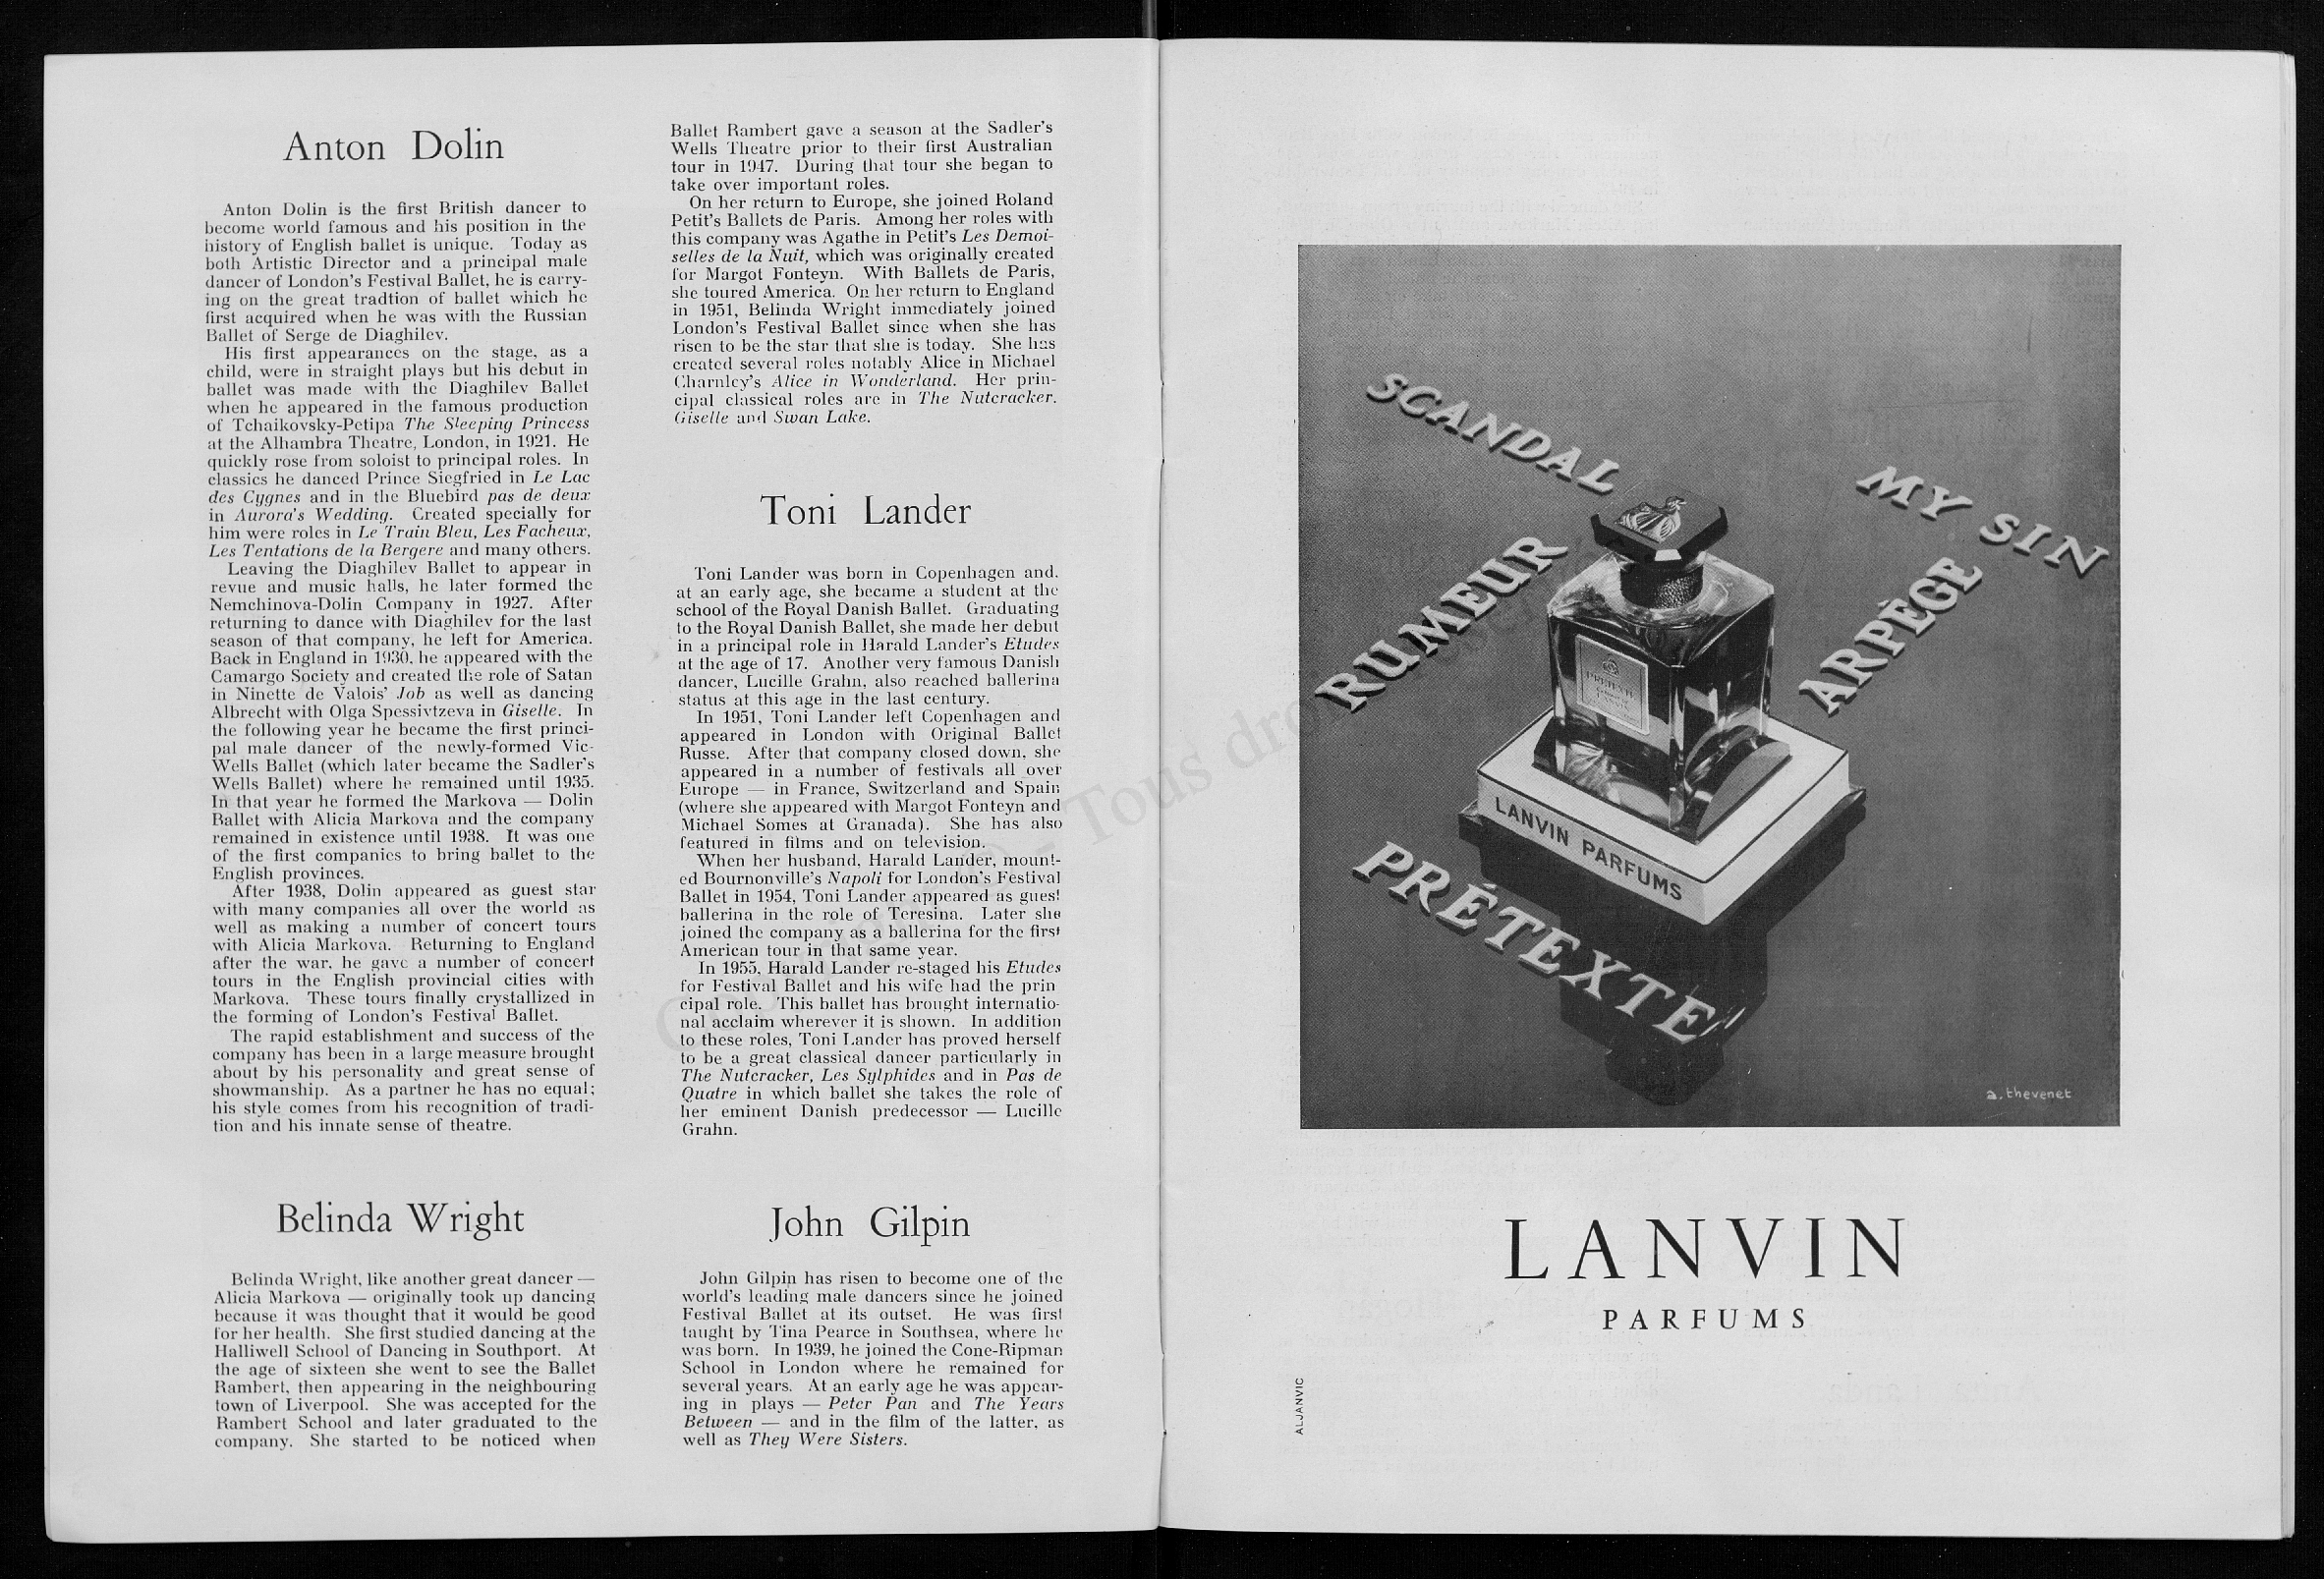 Anton Dolin
Anton Dolin is the first British dancer to
become world famous and his position in the
history of English ballet is unique. Today as
both Artistic Director and a principal male
dancer of London's Festival Ballet, he is carry-
ing on the great tradtion of ballet which he
first acquired when he was with the Russian
Ballet of Serge de Diaghilev.
His first appearances on the stage, as a
child, were in straight plays but his debut in
ballet was made with the Diaghilev Ballet
when he appeared in the famous production
of Tchaikovsky-Petipa The Sleeping Princess
at the Alhambra Theatre, London, in 1921. He
quickly rose from soloist to principal roles. In
classics he danced Prince Siegfried in Le Lac
des Cygnes and in the Bluebird pas de deux
in Aurora's Wedding. Created specially for
him were roles in Le Train Bleu, Les Facheux,
Les Tentations de la Bergere and many others.
Leaving the Diaghilev Ballet to appear in
revue and music halls, he later formed the
Nemchinova-Dolin Company in 1927. After
returning to dance with Diaghilev for the last
season of that company, he left for America.
Back in England in 1930, he appeared with the
Camargo Society and created the role of Satan
in Ninette de Valois' Job as well as dancing
Albrecht with Olga Spessivtzeva in Giselle. In
the following year he became the first princi-
pal male dancer of the newly-formed Vic-
Wells Ballet (which later became the Sadler's
Wells Ballet) where he remained until 1935.
In that year he formed the Markova — Dolin
Ballet with Alicia Markova and the company
remained in existence until 1938. It was one
of the first companies to bring ballet to the
English provinces.
After 1938, Dolin appeared as guest star
with many companies all over the world as
well as making a number of concert tours
with Alicia Markova. Returning to England
after the war, he gave a number of concert
tours in the English provincial cities with
Markova. These tours finally crystallized in
the forming of London's Festival Ballet.
The rapid establishment and success of the
company has been in a large measure brought
about by his personality and great sense of
showmanship. As a partner he has no equal;
his style comes from his recognition of tradi-
tion and his innate sense of theatre.
Belinda Wright
Belinda Wright, like another great dancer —
Alicia Markova — originally took up dancing
because it was thought that it would be good
for her health. She first studied dancing at the
Halliwell School of Dancing in Southport. At
the age of sixteen she went to see the Ballet
Rambert, then appearing in the neighbouring
town of Liverpool. She was accepted for the
Rambert School and later graduated to the
company. She started to be noticed when
Ballet Rambert gave a season at the Sadler's
Wells Theatre prior to their first Australian
tour in 1947. During that tour she began to
take over important roles.
On her return to Europe, she joined Roland
Petit's Ballets de Paris. Among her roles with
this company was Agathe in Petit's Les Demoi-
selles de la Nuit, which was originally created
for Margot Fonteyn. With Ballets de Paris,
she toured America. On her return to England
in 1951, Belinda Wright immediately joined
London's Festival Ballet since when she has
risen to be the star that she is today. She has
created several roles notably Alice in Michael
Charnley's Alice in Wonderland. Her prin-
cipal classical roles are in The Nutcracker.
Giselle and Swan Lake.
Toni Lander
Toni Lander was born in Copenhagen and.
at an early age, she became a student at the
school of the Royal Danish Ballet. Graduating
to the Royal Danish Ballet, she made her debut
in a principal role in Harald Lander's Etudes
at the age of 17. Another very famous Danish
dancer, Lucille Grahn, also reached ballerina
status at this age in the last century.
In 1951, Toni Lander left Copenhagen and
appeared in London with Original Ballet
Russe. After that company closed down, she
appeared in a number of festivals all over
Europe — in France, Switzerland and Spain
(where she appeared with Margot Fonteyn and
Michael Somes at Granada). She has also
featured in films and on television.
When her husband, Harald Lander, mount-
ed Bournonville's Napoli for London's Festival
Ballet in 1954, Toni Lander appeared as guest
ballerina in the role of Teresina. Later she
joined the company as a ballerina for the first
American tour in that same year.
In 1955, Harald Lander re-staged his Etudes
for Festival Ballet and his wife had the prin
cipal role. This ballet has brought internatio-
nal acclaim wherever it is shown. In addition
to these roles, Toni Lander has proved herself
to be a great classical dancer particularly in
The Nutcracker, Les Sylphides and in Pas de
Quatre in which ballet she takes the role of
her eminent Danish predecessor — Lucille
Grahn.
John Gilpin
John Gilpin has risen to become one of the
world's leading male dancers since he joined
Festival Ballet at its outset. He was first
taught by Tina Pearce in Southsea, where he
was born. In 1939, he joined the Cone-Ripman
School in London where he remained for
several years. At an early age he was appear-
ing in plays — Peter Pan and The Years
Between — and in the film of the latter, as
well as They Were Sisters.
SCANDAL
MY SIN
RUMEUR
ARPÈGE
LANVIN PARFUMS
PRÉTEXTE
a. thevenet
LANVIN
PARFUMS
ALJANVIC
Tous dro